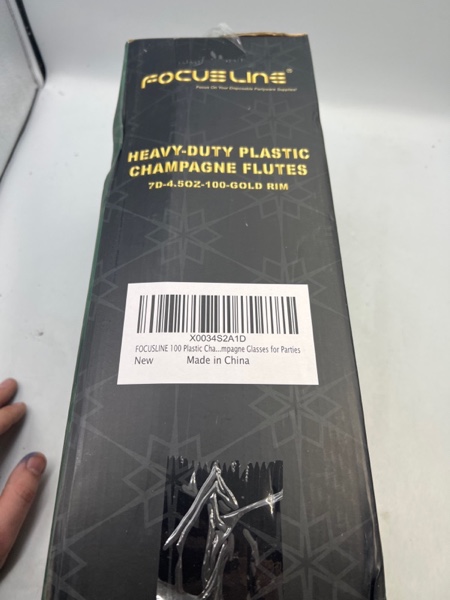 FOCUSLINE®
Focus On Your Disposable Partyware Supplies!
HEAVY-DUTY PLASTIC
CHAMPAGNE FLUTES
7D-4.5OZ-100-GOLD RIM
X0034S2A1D
FOCUSLINE 100 Plastic Cha...mpagne Glasses for Parties
New Made in China